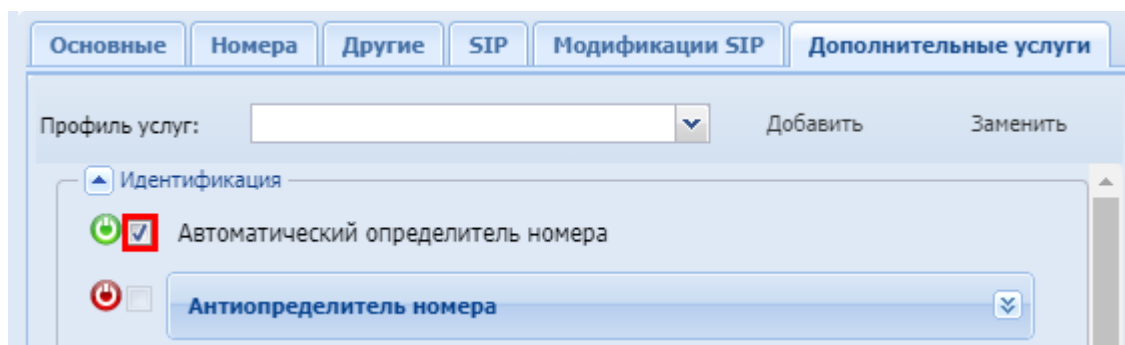 Основные Номера Другие SIP Модификации SIP Дополнительные услуги
Профиль услуг: Добавить Заменить
Идентификация
Автоматический определитель номера
Антиопределитель номера